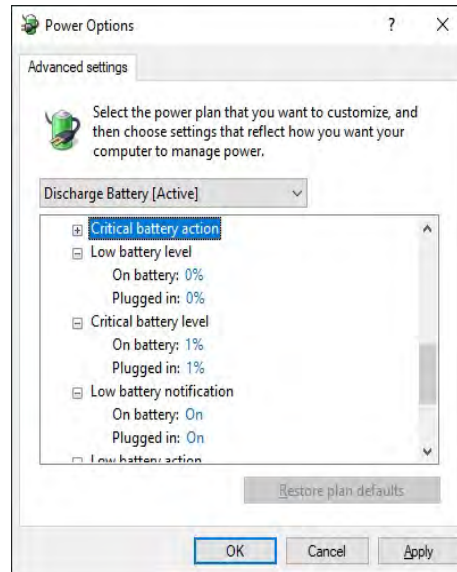 Power Options
Advanced settings
Select the power plan that you want to customize, and
then choose settings that reflect how you want your
computer to manage power.
Discharge Battery [Active]
Critical battery action
Low battery level
On battery: 0%
Plugged in: 0%
Critical battery level
On battery: 1%
Plugged in: 1%
Low battery notification
On battery: On
Plugged in: On
Low battery action
Restore plan defaults
OK Cancel Apply